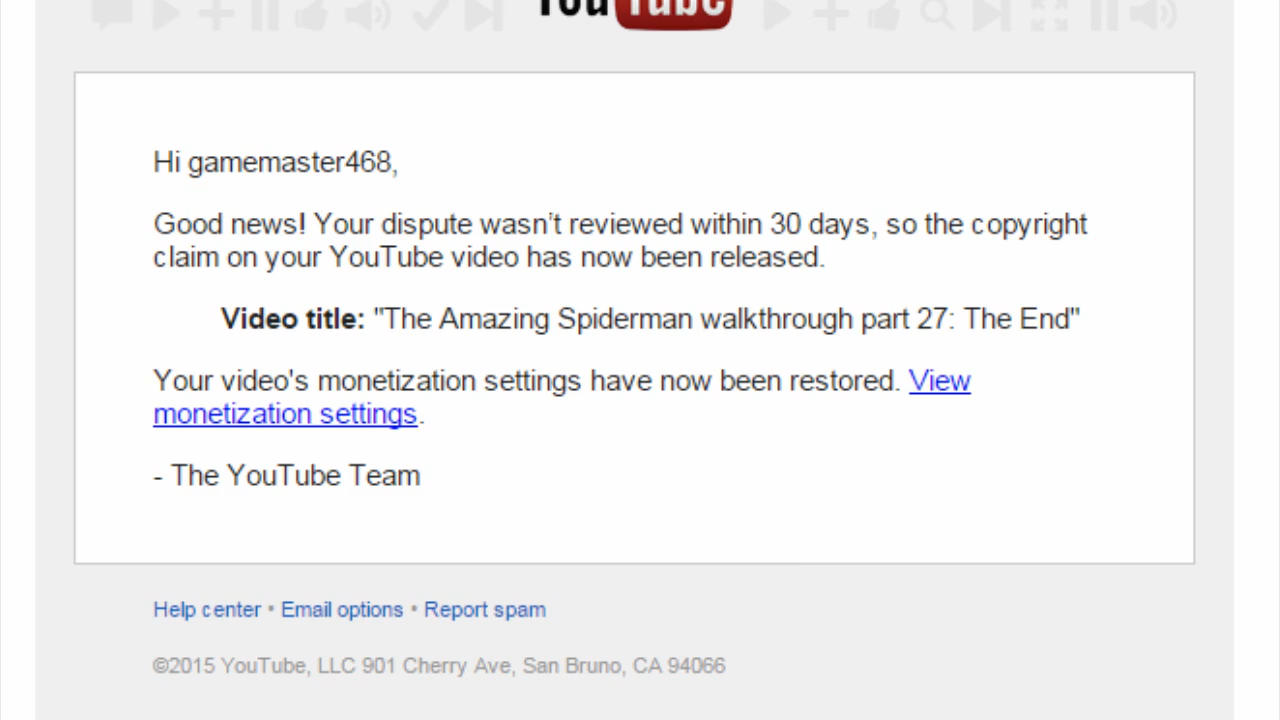 YouTube
Hi gamemaster468,
Good news! Your dispute wasn’t reviewed within 30 days, so the copyright
claim on your YouTube video has now been released.
Video title: "The Amazing Spiderman walkthrough part 27: The End"
Your video's monetization settings have now been restored. View
monetization settings.
- The YouTube Team
Help center • Email options • Report spam
©2015 YouTube, LLC 901 Cherry Ave, San Bruno, CA 94066